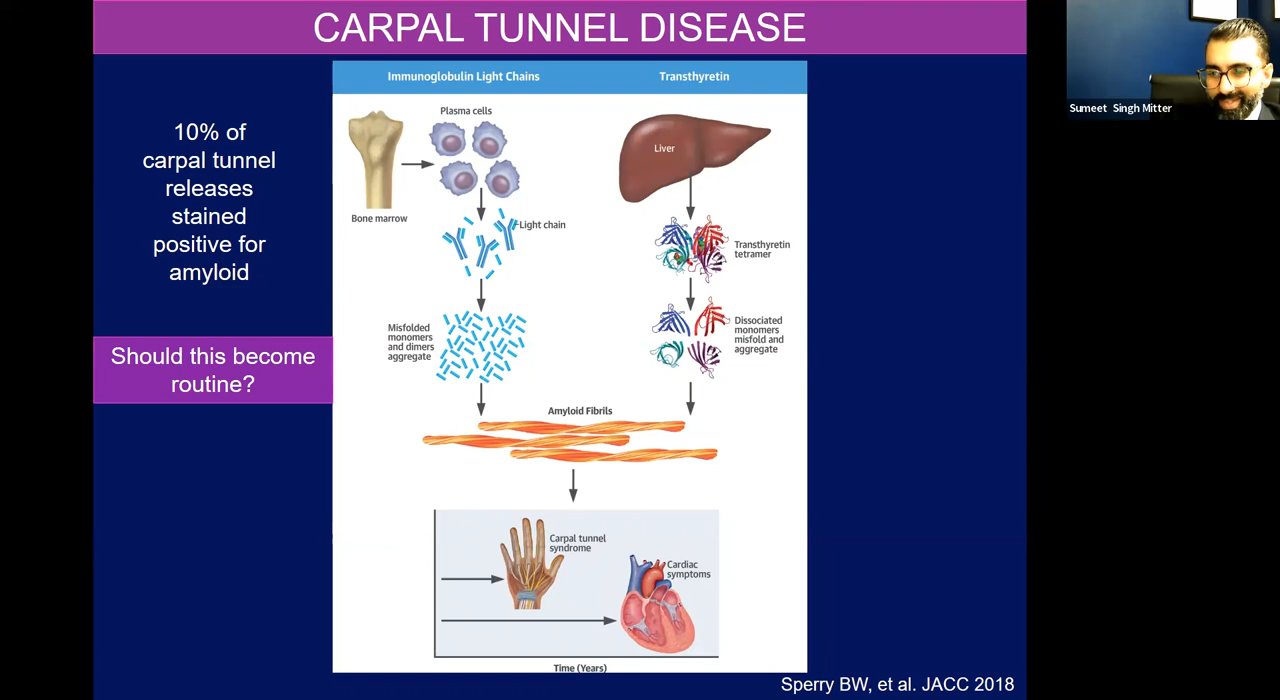 CARPAL TUNNEL DISEASE
Sumeet Singh Mitter
10% of
carpal tunnel
releases
stained
positive for
amyloid
Should this become
routine?
Immunoglobulin Light Chains
Transthyretin
Plasma cells
Bone marrow
Light chain
Misfolded
monomers
and dimers
aggregate
Liver
Transthyretin
tetramer
Dissociated
monomers
misfold and
aggregate
Amyloid Fibrils
Carpal tunnel
syndrome
Cardiac
symptoms
Time (Years)
Sperry BW, et al. JACC 2018